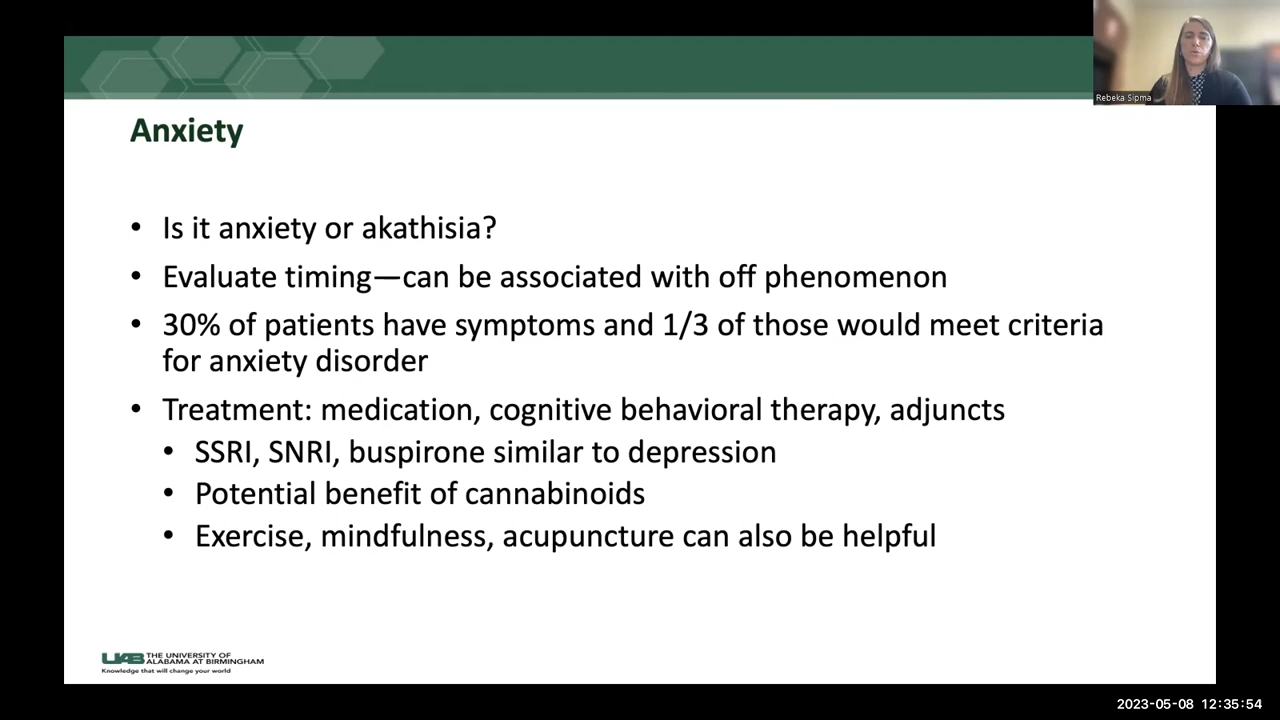 Rebeka Sipma
Anxiety
• Is it anxiety or akathisia?
• Evaluate timing—can be associated with off phenomenon
• 30% of patients have symptoms and 1/3 of those would meet criteria
for anxiety disorder
• Treatment: medication, cognitive behavioral therapy, adjuncts
• SSRI, SNRI, buspirone similar to depression
• Potential benefit of cannabinoids
• Exercise, mindfulness, acupuncture can also be helpful
UAB THE UNIVERSITY OF
ALABAMA AT BIRMINGHAM
Knowledge that will change your world
2023-05-08 12:35:54